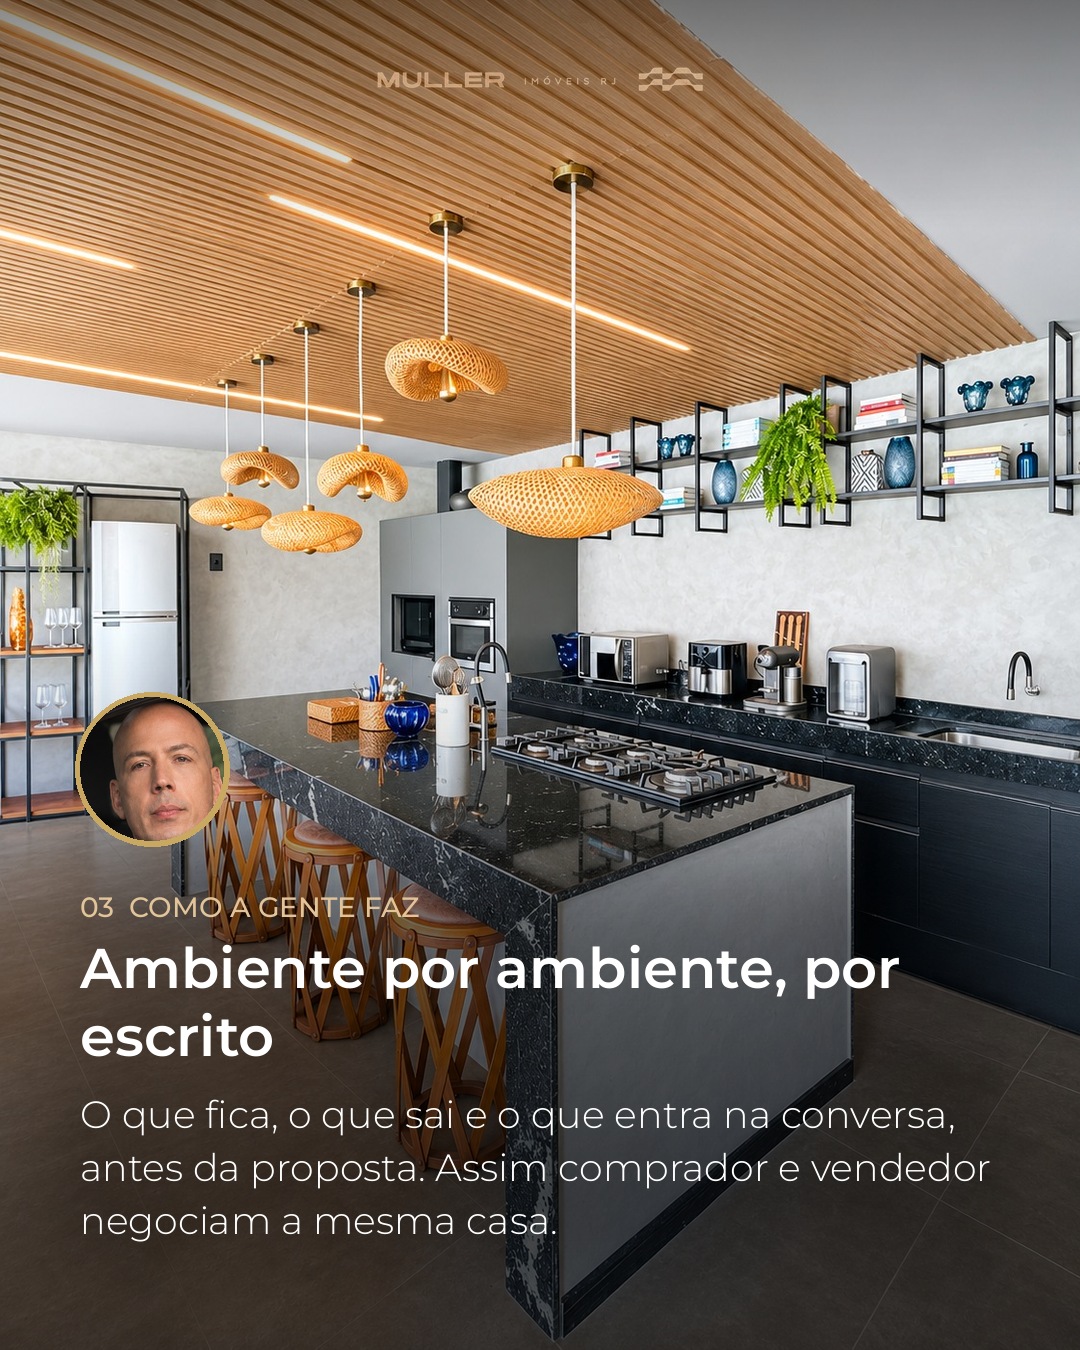 MULLER IMÓVEIS RJ
03 COMO A GENTE FAZ
Ambiente por ambiente, por
escrito
O que fica, o que sai e o que entra na conversa,
antes da proposta. Assim comprador e vendedor
negociam a mesma casa.